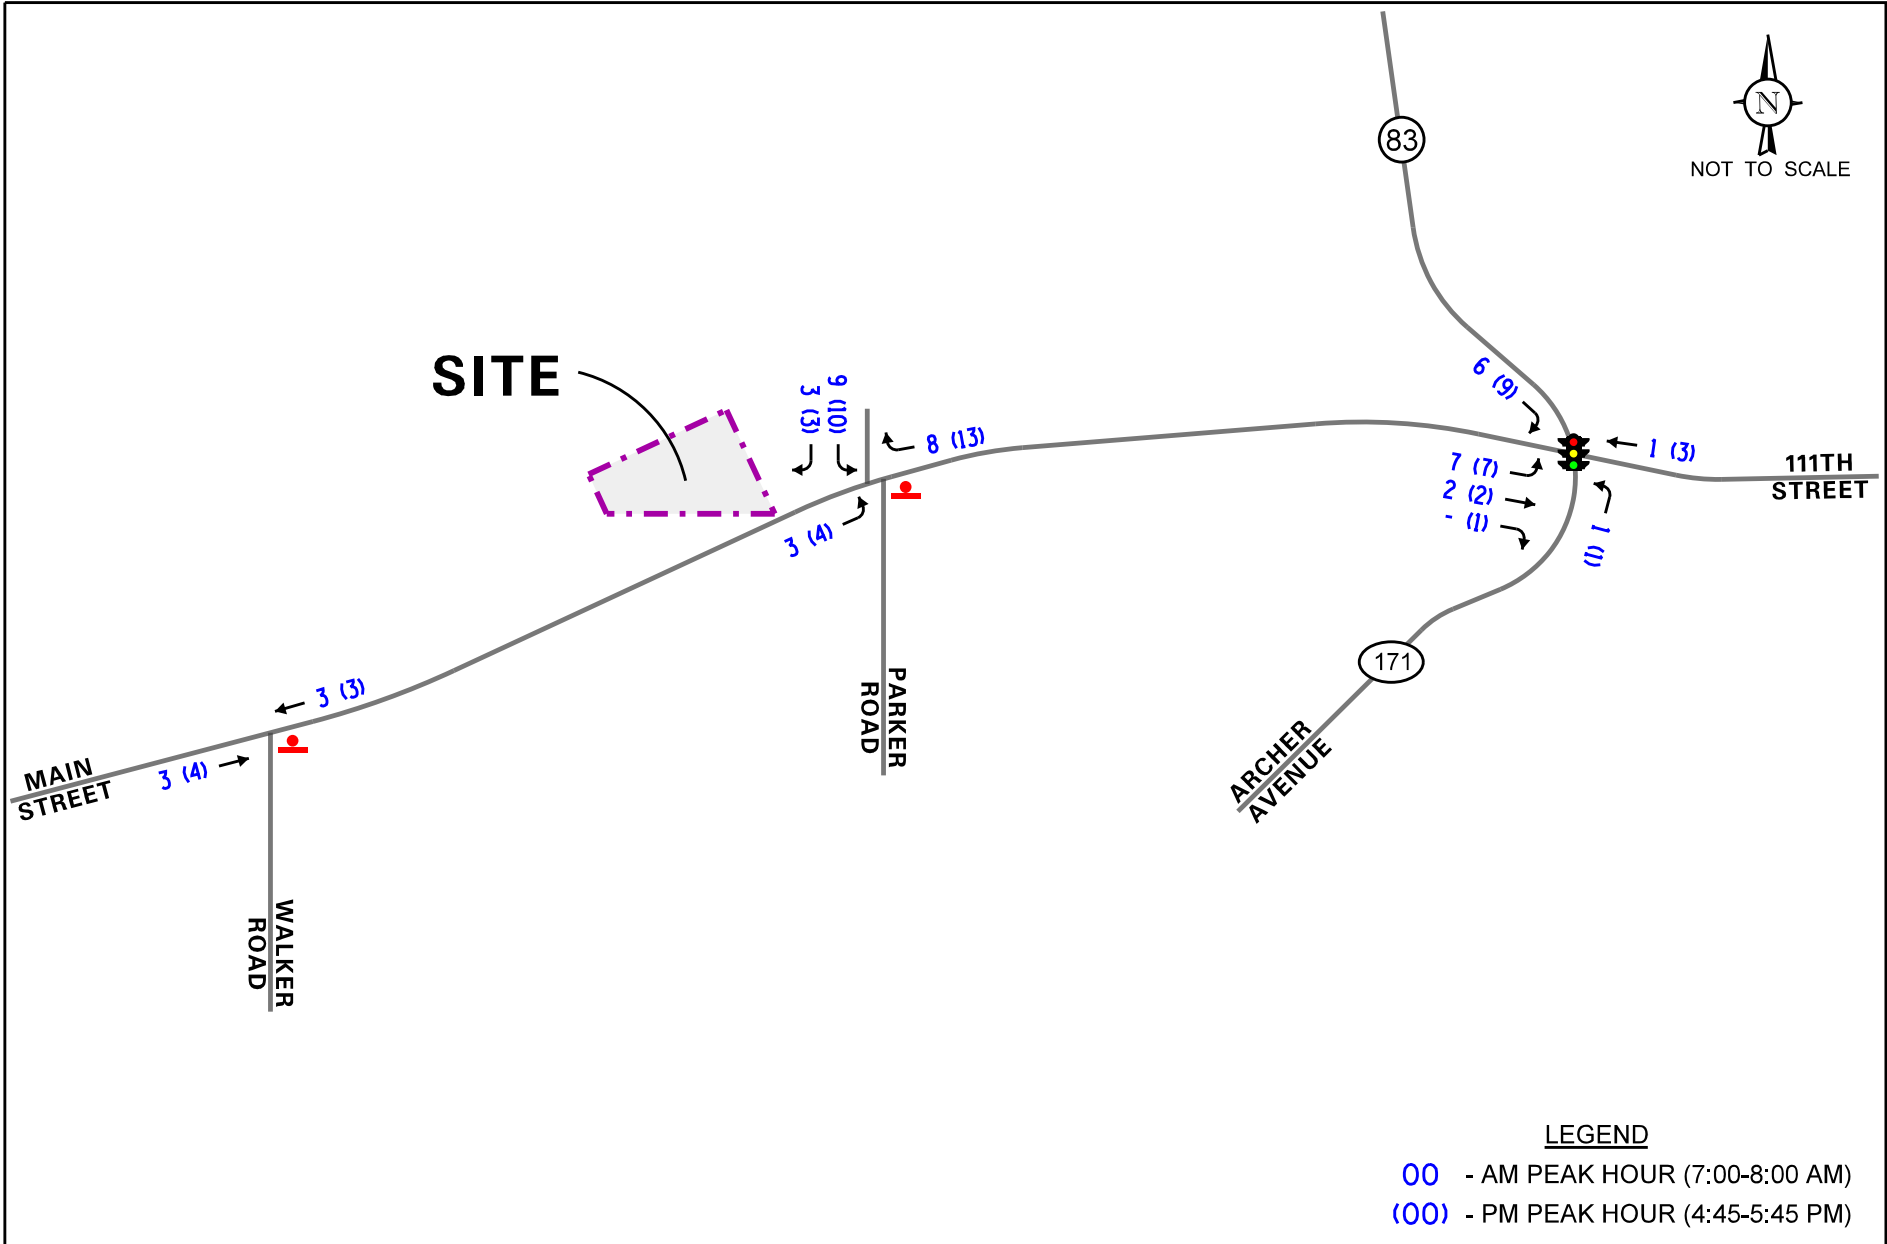 83
N
NOT TO SCALE
SITE
6 (9)
9 (10)
3 (3)
8 (13)
1 (3)
7 (7)
2 (2)
- (1)
1 (1)
111TH
STREET
3 (4)
171
PARKER
ROAD
3 (3)
3 (4)
MAIN
STREET
ARCHER
AVENUE
WALKER
ROAD
LEGEND
00 - AM PEAK HOUR (7:00-8:00 AM)
(00) - PM PEAK HOUR (4:45-5:45 PM)